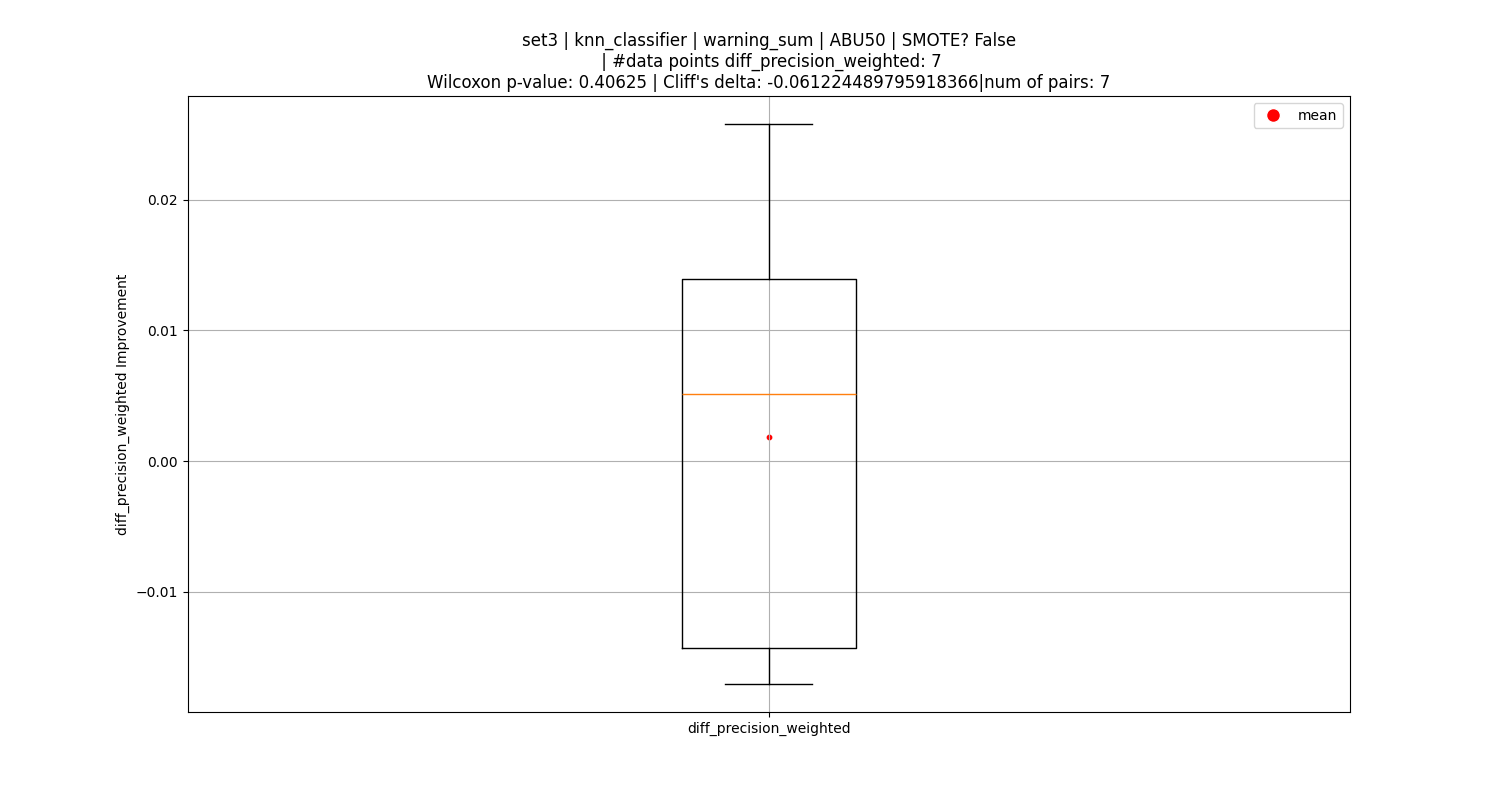 set3 | knn_classifier | warning_sum | ABU50 | SMOTE? False
| #data points diff_precision_weighted: 7
Wilcoxon p-value: 0.40625 | Cliff's delta: -0.061224489795918366|num of pairs: 7
mean
0.02
0.01
0.00
−0.01
diff_precision_weighted Improvement
diff_precision_weighted